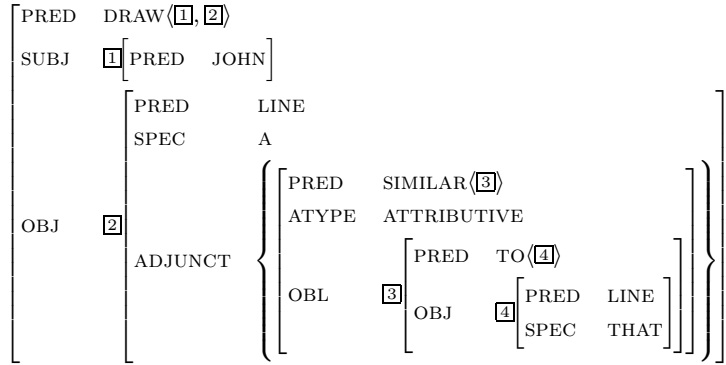 PRED DRAW⟨1, 2⟩
SUBJ 1 [PRED JOHN]
PRED LINE
SPEC A
PRED SIMILAR⟨3⟩
ATYPE ATTRIBUTIVE
OBJ 2
PRED TO⟨4⟩
ADJUNCT
PRED LINE
OBL 3
OBJ 4
SPEC THAT